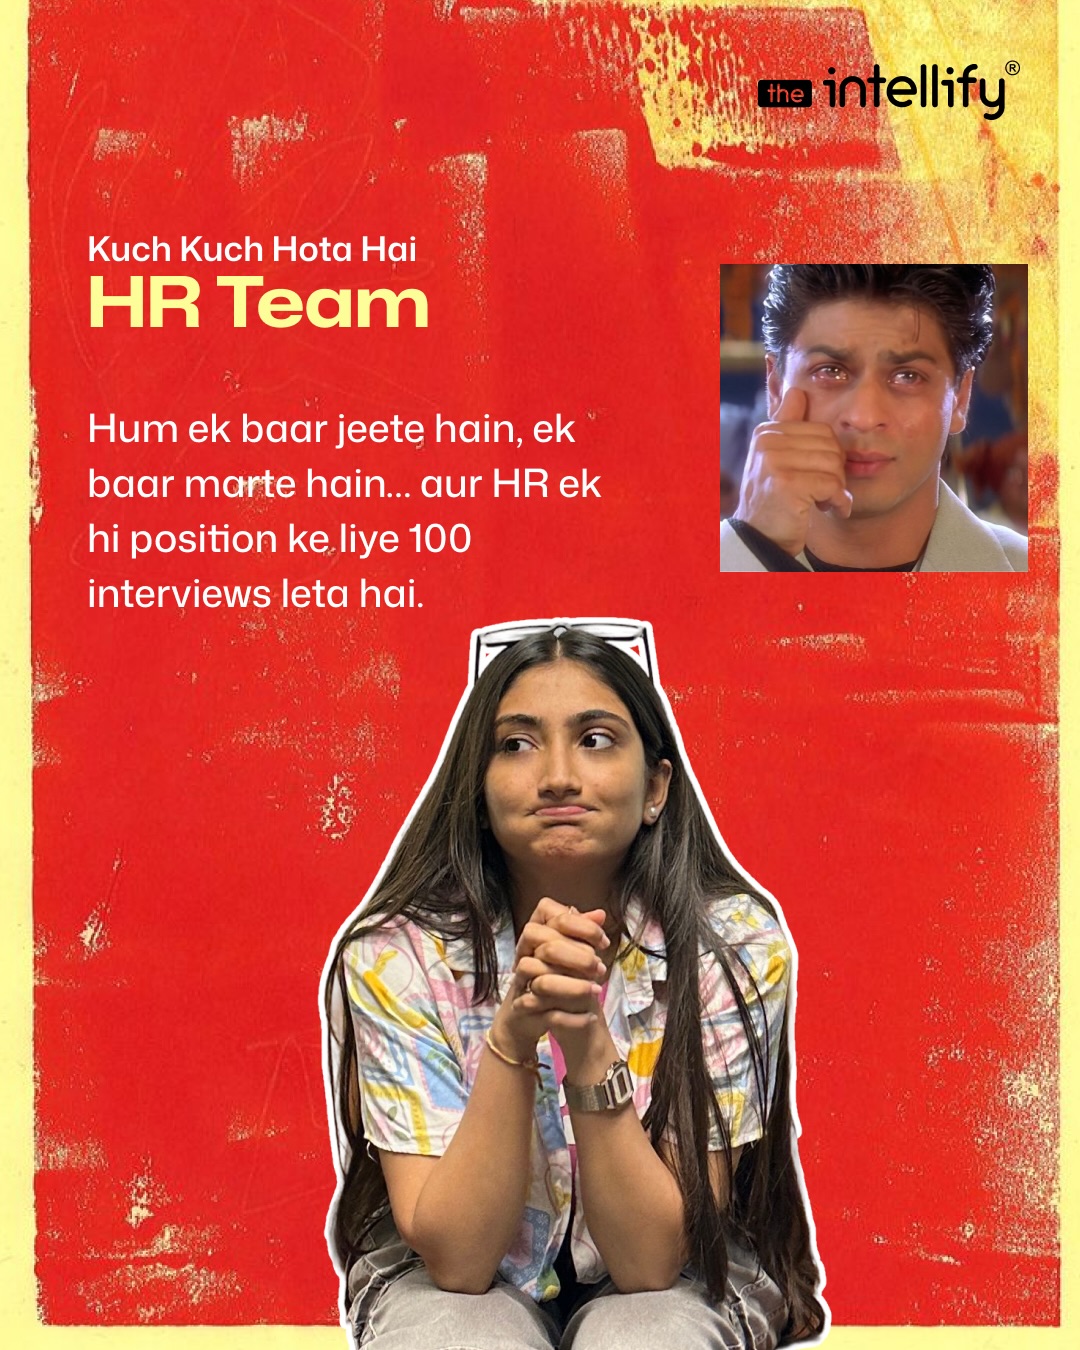 the intellify®
Kuch Kuch Hota Hai
HR Team
Hum ek baar jeete hain, ek
baar marte hain... aur HR ek
hi position ke liye 100
interviews leta hai.